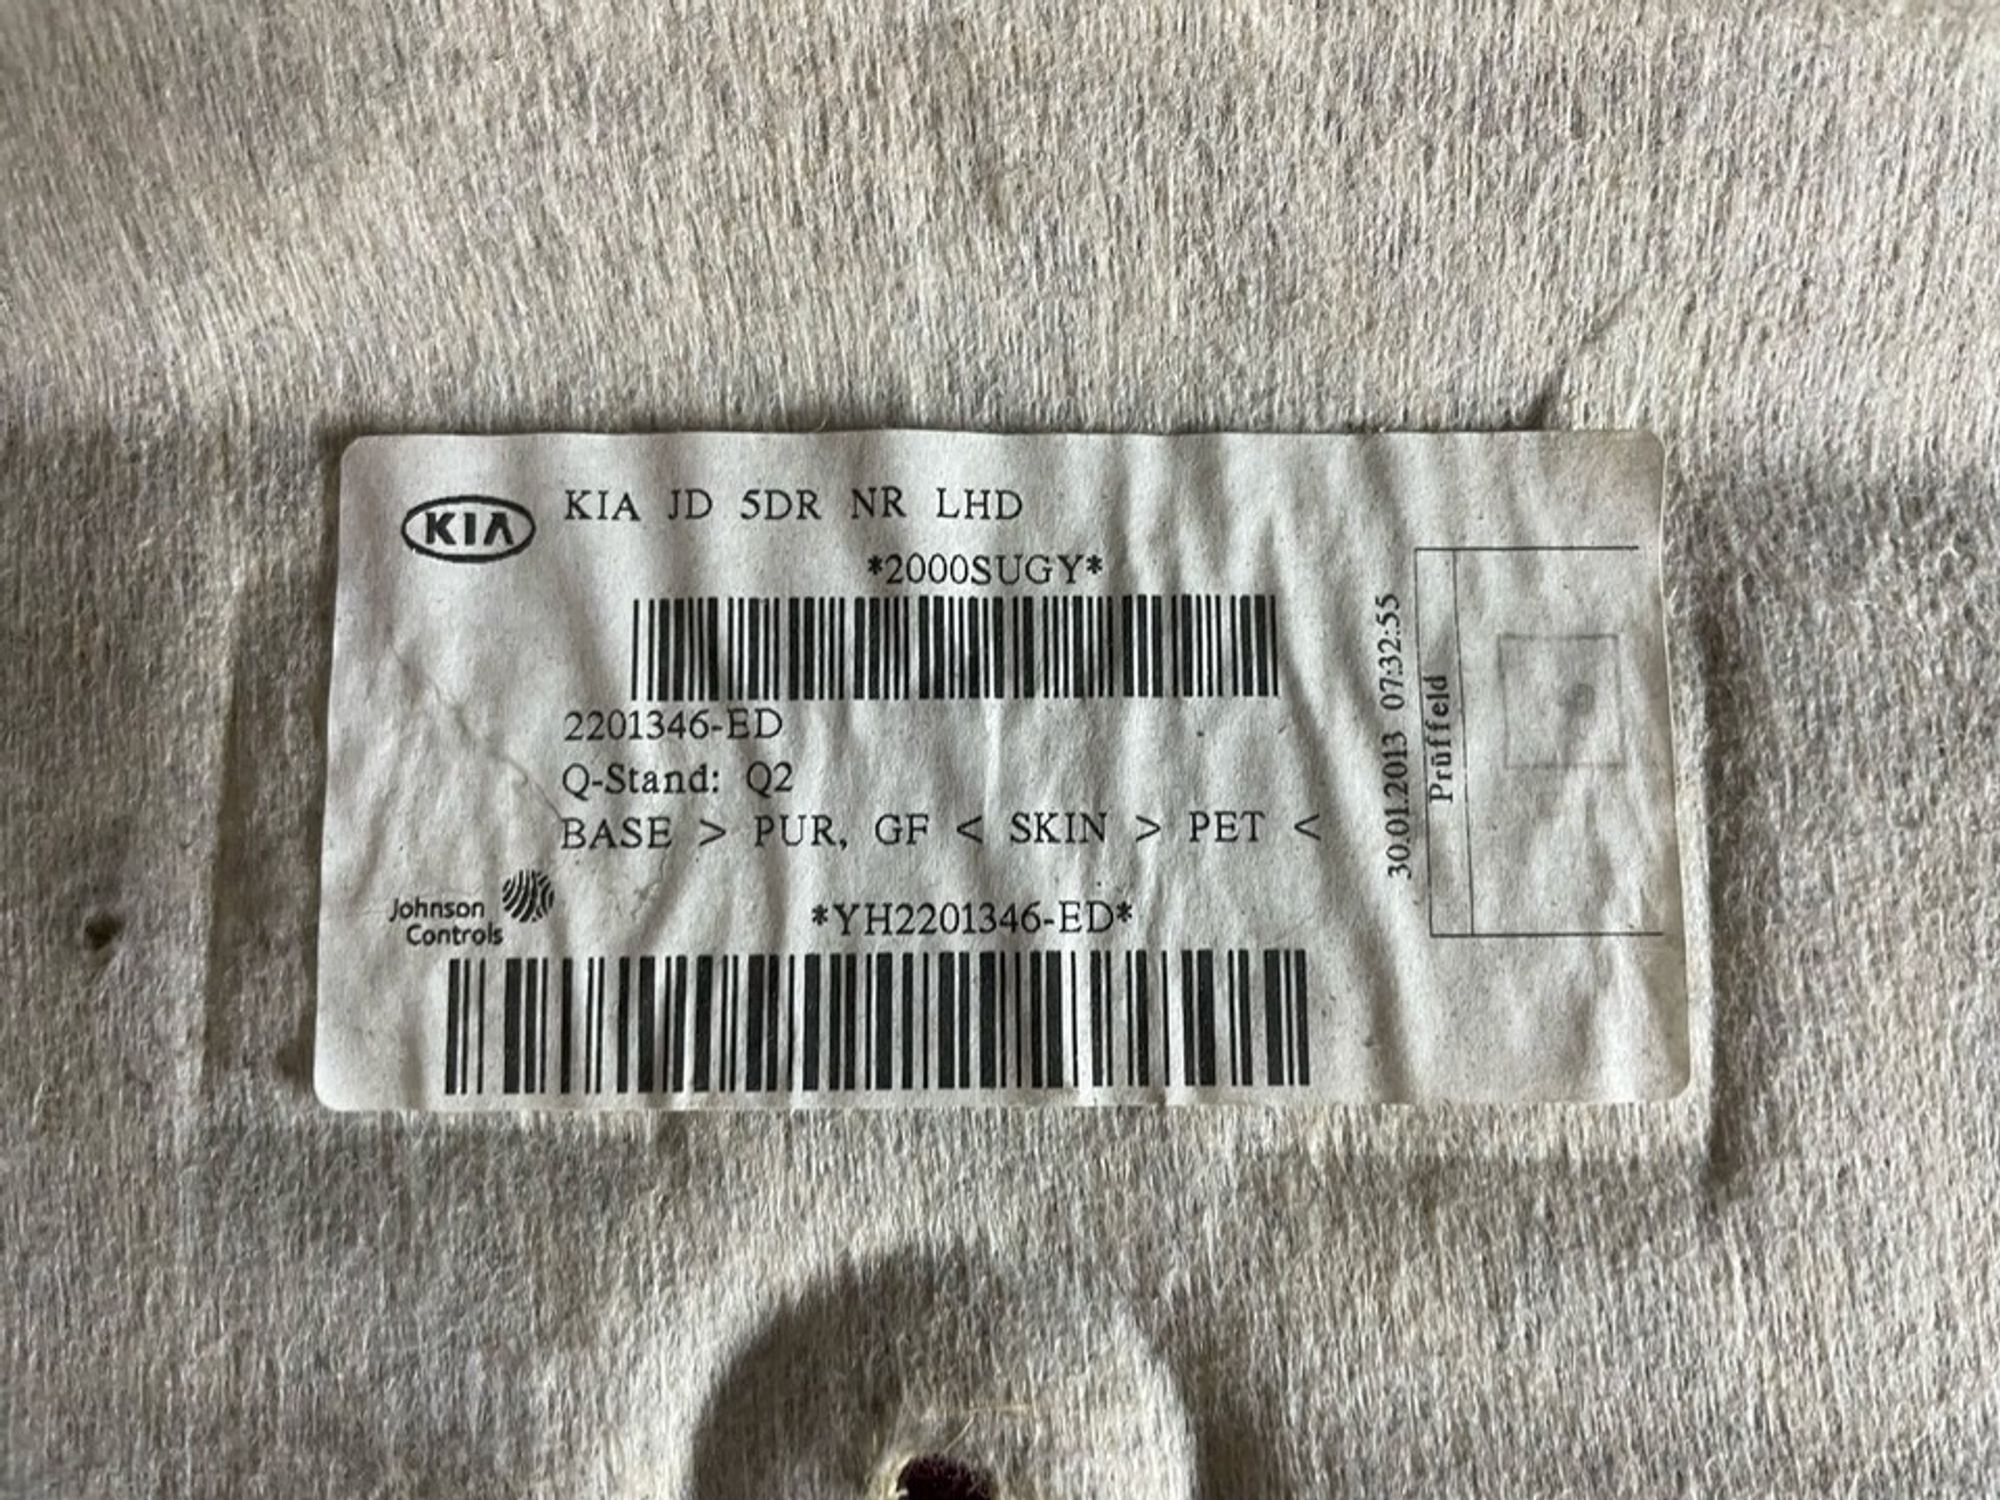 KIA
KIA JD 5DR NR LHD
*2000SUGY*
2201346-ED
Q-Stand: Q2
BASE > PUR, GF < SKIN > PET <
Johnson
Controls
*YH2201346-ED*
30.01.2013 07:32:55
Prüffeld